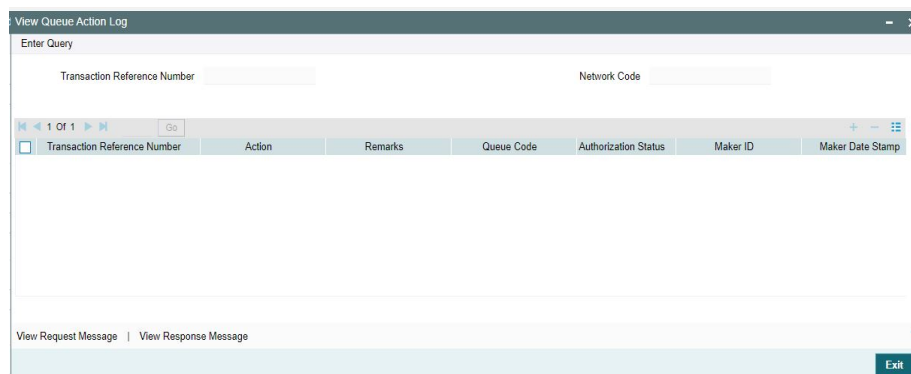 View Queue Action Log
Enter Query
Transaction Reference Number Network Code
1 Of 1 Go
Transaction Reference Number Action Remarks Queue Code Authorization Status Maker ID Maker Date Stamp
View Request Message | View Response Message
Exit